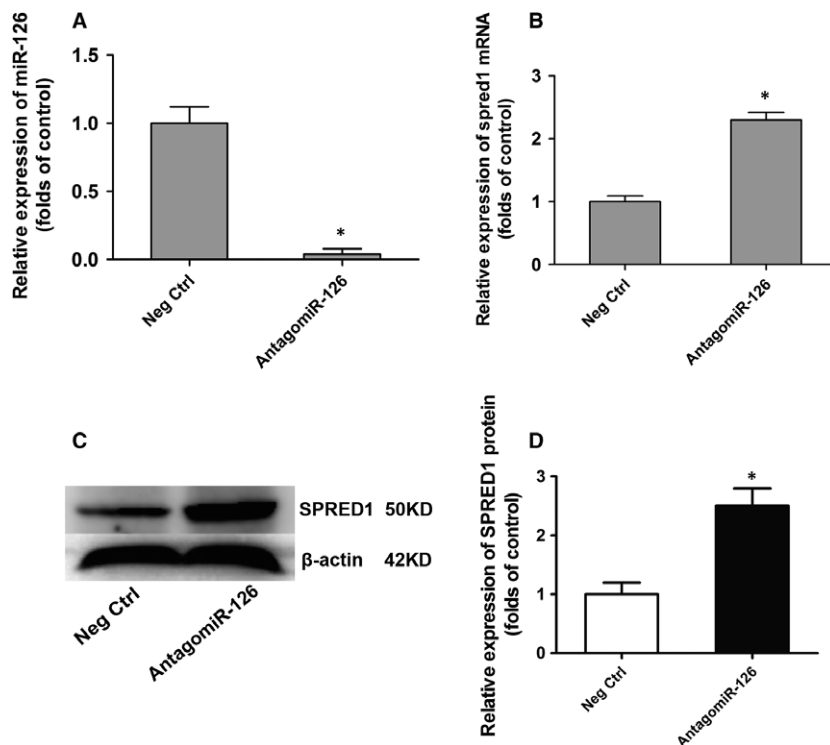 A
Relative expression of miR-126
(folds of control)
1.5
1.0
0.5
0.0
*
Neg Ctrl
AntagomiR-126
B
Relative expression of spred1 mRNA
(folds of control)
3
2
1
0
*
Neg Ctrl
AntagomiR-126
C
SPRED1 50KD
β-actin 42KD
Neg Ctrl
AntagomiR-126
D
Relative expression of SPRED1 protein
(folds of control)
3
2
1
0
*
Neg Ctrl
AntagomiR-126